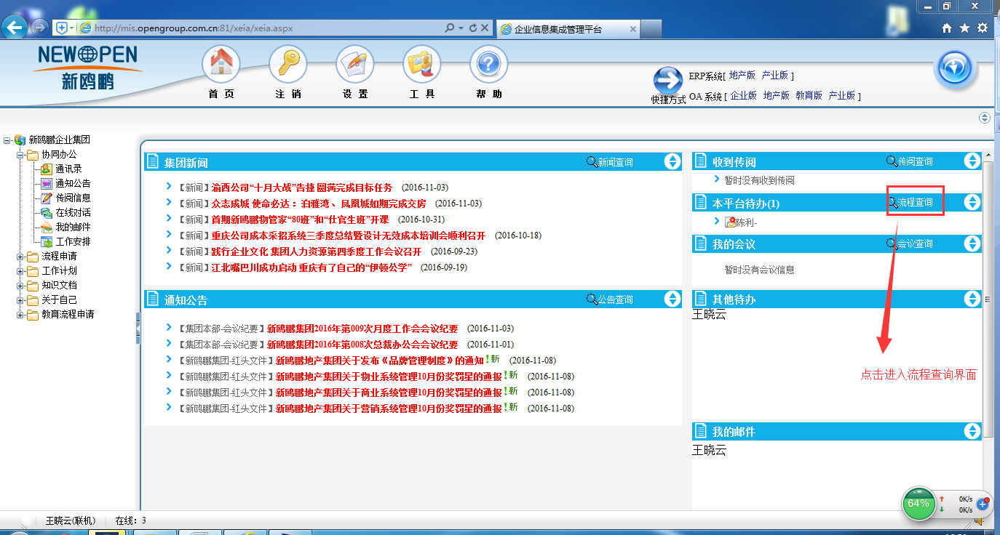 http://mis.opengroup.com.cn:81/xeia/xeia.aspx
企业信息集成管理平台
NEW OPEN
新鸥鹏
首 页
注 销
设 置
工 具
帮 助
快捷方式
ERP系统[ 地产版 产业版 ]
OA 系统 [ 企业版 地产版 教育版 产业版 ]
新鸥鹏企业集团
协同办公
通讯录
通知公告
传阅信息
在线对话
我的邮件
工作安排
流程申请
工作计划
知识文档
关于自己
教育流程申请
集团新闻 新闻查询
【新闻】渝西公司“十月大战”告捷 圆满完成目标任务 (2016-11-03)
【新闻】众志成城 使命必达： 泊雅湾、 凤凰城如期完成交房 (2016-11-03)
【新闻】首期新鸥鹏物管家“80班”和“仕官生班”开课 (2016-10-31)
【新闻】重庆公司成本采招系统三季度总结暨设计无效成本培训会顺利召开 (2016-10-18)
【新闻】践行企业文化 集团人力资源第四季度工作会议召开 (2016-09-23)
【新闻】江北嘴巴川成功启动 重庆有了自己的“伊顿公学” (2016-09-19)
通知公告 公告查询
【集团本部-会议纪要】新鸥鹏集团2016年第009次月度工作会会议纪要 (2016-11-03)
【集团本部-会议纪要】新鸥鹏集团2016年第008次总裁办公会会议纪要 (2016-11-01)
【新鸥鹏集团-红头文件】新鸥鹏地产集团关于发布《品牌管理制度》的通知！新 (2016-11-08)
【新鸥鹏集团-红头文件】新鸥鹏地产集团关于物业系统管理10月份奖罚星的通报！新 (2016-11-08)
【新鸥鹏集团-红头文件】新鸥鹏地产集团关于商业系统管理10月份奖罚星的通报！新 (2016-11-08)
【新鸥鹏集团-红头文件】新鸥鹏地产集团关于营销系统管理10月份奖罚星的通报！新 (2016-11-08)
收到传阅 传阅查询
暂时没有收到传阅
本平台待办(1) 流程查询
陈利-
我的会议 会议查询
暂时没有会议信息
其他待办
王晓云
点击进入流程查询界面
我的邮件
王晓云
64%
0K/s
0K/s
王晓云(联机) 在线：3